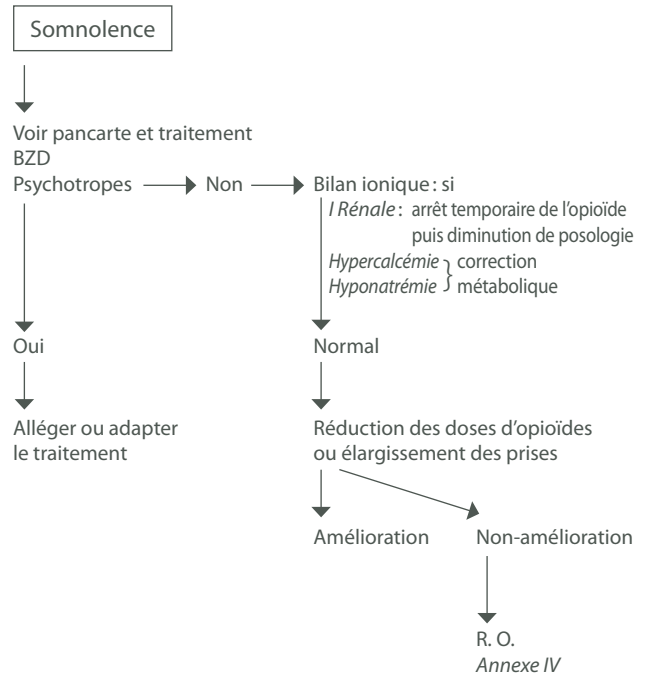 Somnolence
Voir pancarte et traitement
BZD
Psychotropes
Non
Bilan ionique : si
I Rénale : arrêt temporaire de l'opioïde
puis diminution de posologie
Hypercalcémie } correction
Hyponatrémie } métabolique
Oui
Normal
Alléger ou adapter
le traitement
Réduction des doses d'opioïdes
ou élargissement des prises
Amélioration
Non-amélioration
R. O.
Annexe IV